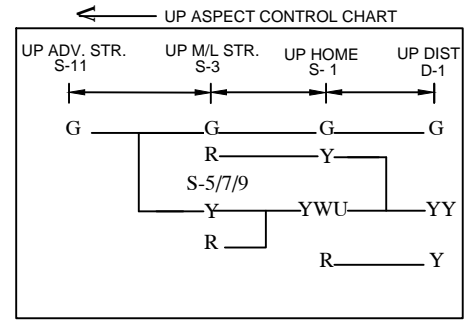 UP ASPECT CONTROL CHART
UP ADV. STR. UP M/L STR. UP HOME UP DIST
S-11 S-3 S- 1 D-1
G G G G
R Y
S-5/7/9
Y YWU YY
R
R Y